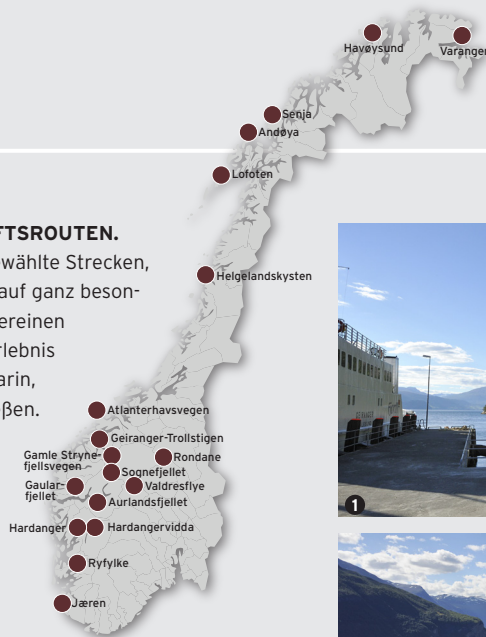 Havøysund
Varanger
Senja
Andøya
Lofoten
FTSROUTEN.
wählte Strecken,
auf ganz beson-
ereinen
rlebnis
arin,
ßen.
Helgelandskysten
Atlanterhavsvegen
Geiranger-Trollstigen
Gamle Stryne-
fjellsvegen
Rondane
Sognefjellet
Gaular-
fjellet
Valdresflye
Aurlandsfjellet
Hardanger
Hardangervidda
Ryfylke
Jæren
1